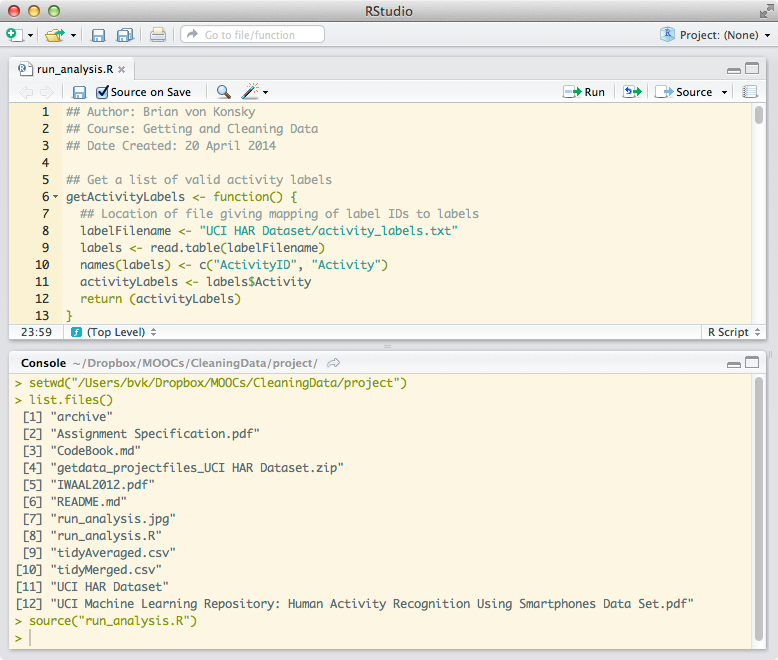 RStudio
Go to file/function
Project: (None)
run_analysis.R
Source on Save
Run
Source
1 ## Author: Brian von Konsky
2 ## Course: Getting and Cleaning Data
3 ## Date Created: 20 April 2014
4
5 ## Get a list of valid activity labels
6 getActivityLabels <- function() {
7 ## Location of file giving mapping of label IDs to labels
8 labelFilename <- "UCI HAR Dataset/activity_labels.txt"
9 labels <- read.table(labelFilename)
10 names(labels) <- c("ActivityID", "Activity")
11 activityLabels <- labels$Activity
12 return (activityLabels)
13 }
23:59 (Top Level) R Script
Console ~/Dropbox/MOOCs/CleaningData/project/
> setwd("/Users/bvk/Dropbox/MOOCs/CleaningData/project")
> list.files()
[1] "archive"
[2] "Assignment Specification.pdf"
[3] "CodeBook.md"
[4] "getdata_projectfiles_UCI HAR Dataset.zip"
[5] "IWAAL2012.pdf"
[6] "README.md"
[7] "run_analysis.jpg"
[8] "run_analysis.R"
[9] "tidyAveraged.csv"
[10] "tidyMerged.csv"
[11] "UCI HAR Dataset"
[12] "UCI Machine Learning Repository: Human Activity Recognition Using Smartphones Data Set.pdf"
> source("run_analysis.R")
>